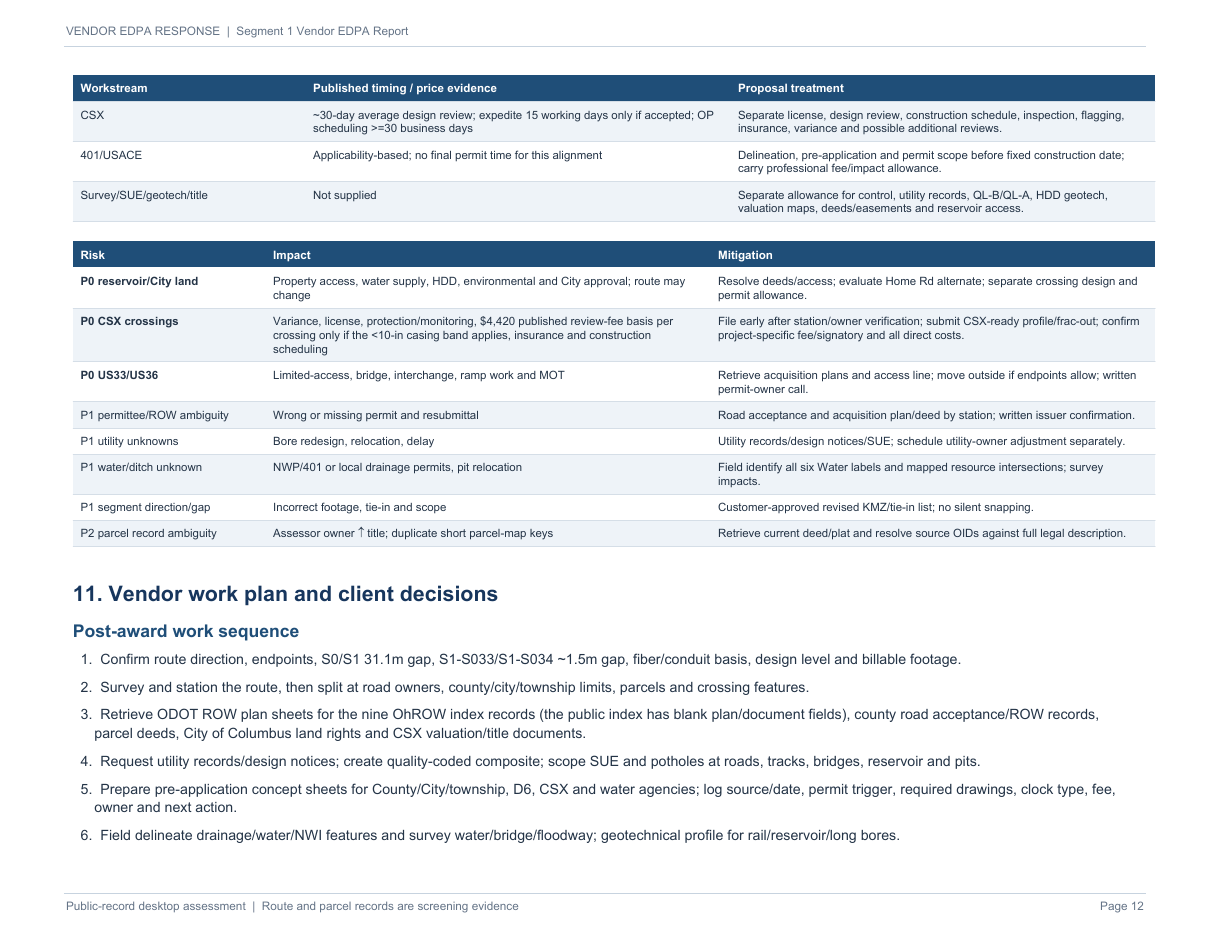 VENDOR EDPA RESPONSE | Segment 1 Vendor EDPA Report
Workstream Published timing / price evidence Proposal treatment
CSX ~30-day average design review; expedite 15 working days only if accepted; OP scheduling >=30 business days Separate license, design review, construction schedule, inspection, flagging, insurance, variance and possible additional reviews.
401/USACE Applicability-based; no final permit time for this alignment Delineation, pre-application and permit scope before fixed construction date; carry professional fee/impact allowance.
Survey/SUE/geotech/title Not supplied Separate allowance for control, utility records, QL-B/QL-A, HDD geotech, valuation maps, deeds/easements and reservoir access.
Risk Impact Mitigation
P0 reservoir/City land Property access, water supply, HDD, environmental and City approval; route may change Resolve deeds/access; evaluate Home Rd alternate; separate crossing design and permit allowance.
P0 CSX crossings Variance, license, protection/monitoring, $4,420 published review-fee basis per crossing only if the <10-in casing band applies, insurance and construction scheduling File early after station/owner verification; submit CSX-ready profile/frac-out; confirm project-specific fee/signatory and all direct costs.
P0 US33/US36 Limited-access, bridge, interchange, ramp work and MOT Retrieve acquisition plans and access line; move outside if endpoints allow; written permit-owner call.
P1 permittee/ROW ambiguity Wrong or missing permit and resubmittal Road acceptance and acquisition plan/deed by station; written issuer confirmation.
P1 utility unknowns Bore redesign, relocation, delay Utility records/design notices/SUE; schedule utility-owner adjustment separately.
P1 water/ditch unknown NWP/401 or local drainage permits, pit relocation Field identify all six Water labels and mapped resource intersections; survey impacts.
P1 segment direction/gap Incorrect footage, tie-in and scope Customer-approved revised KMZ/tie-in list; no silent snapping.
P2 parcel record ambiguity Assessor owner ↑ title; duplicate short parcel-map keys Retrieve current deed/plat and resolve source OIDs against full legal description.
11. Vendor work plan and client decisions
Post-award work sequence
1. Confirm route direction, endpoints, S0/S1 31.1m gap, S1-S033/S1-S034 ~1.5m gap, fiber/conduit basis, design level and billable footage.
2. Survey and station the route, then split at road owners, county/city/township limits, parcels and crossing features.
3. Retrieve ODOT ROW plan sheets for the nine OhROW index records (the public index has blank plan/document fields), county road acceptance/ROW records,
parcel deeds, City of Columbus land rights and CSX valuation/title documents.
4. Request utility records/design notices; create quality-coded composite; scope SUE and potholes at roads, tracks, bridges, reservoir and pits.
5. Prepare pre-application concept sheets for County/City/township, D6, CSX and water agencies; log source/date, permit trigger, required drawings, clock type, fee,
owner and next action.
6. Field delineate drainage/water/NWI features and survey water/bridge/floodway; geotechnical profile for rail/reservoir/long bores.
Public-record desktop assessment | Route and parcel records are screening evidence Page 12